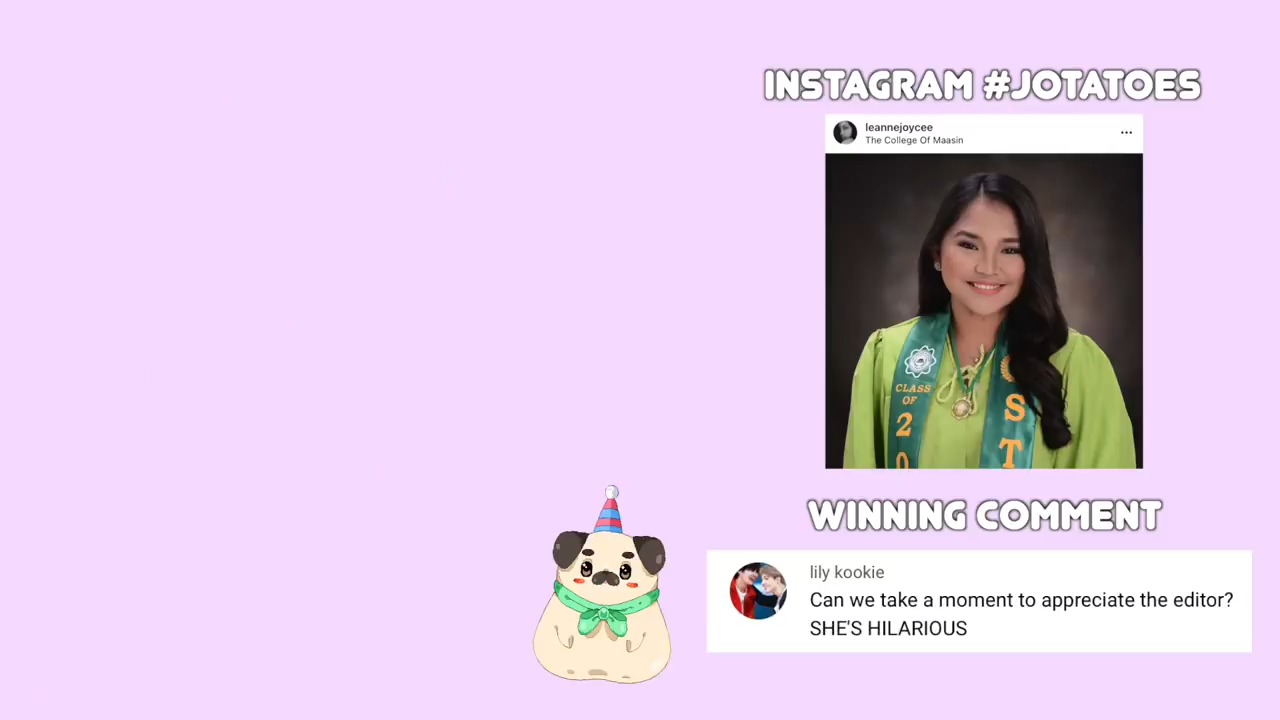 INSTAGRAM #JOTATOES
leannejoycee
The College Of Maasin
CLASS
OF
2
0
S
T
WINNING COMMENT
lily kookie
Can we take a moment to appreciate the editor?
SHE'S HILARIOUS